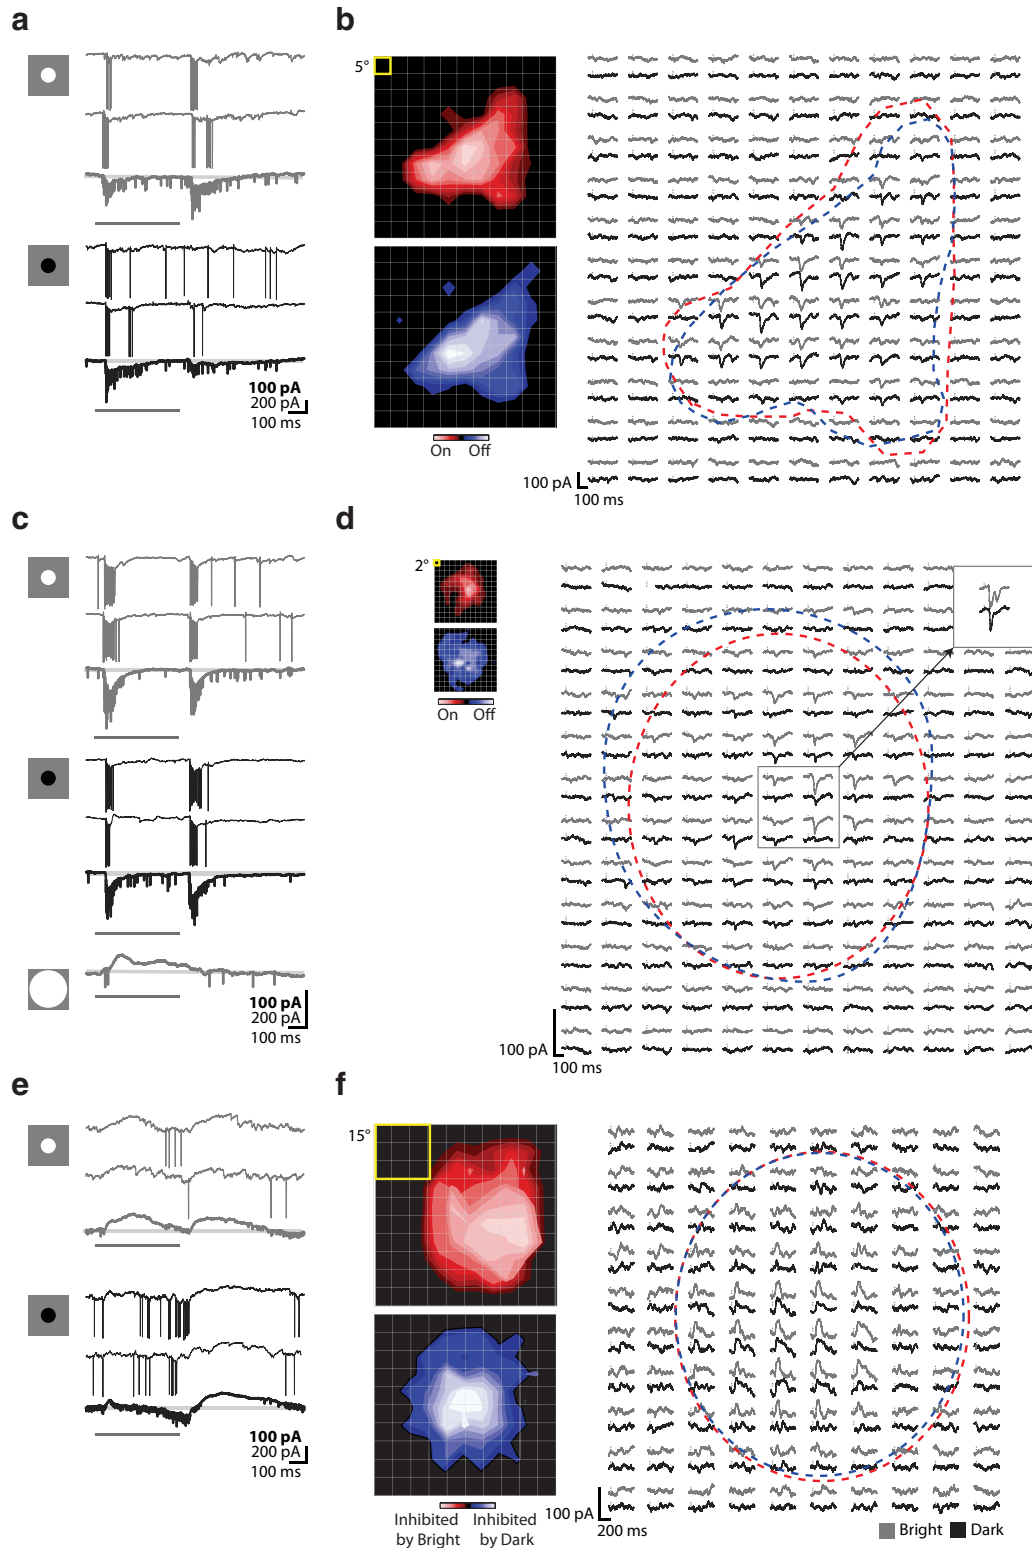 a
100 pA
200 pA
100 ms
b
5°
On Off
100 pA
100 ms
c
100 pA
200 pA
100 ms
d
2°
On Off
100 pA
100 ms
e
100 pA
200 pA
100 ms
f
15°
Inhibited by Bright
Inhibited by Dark
100 pA
200 ms
Bright Dark